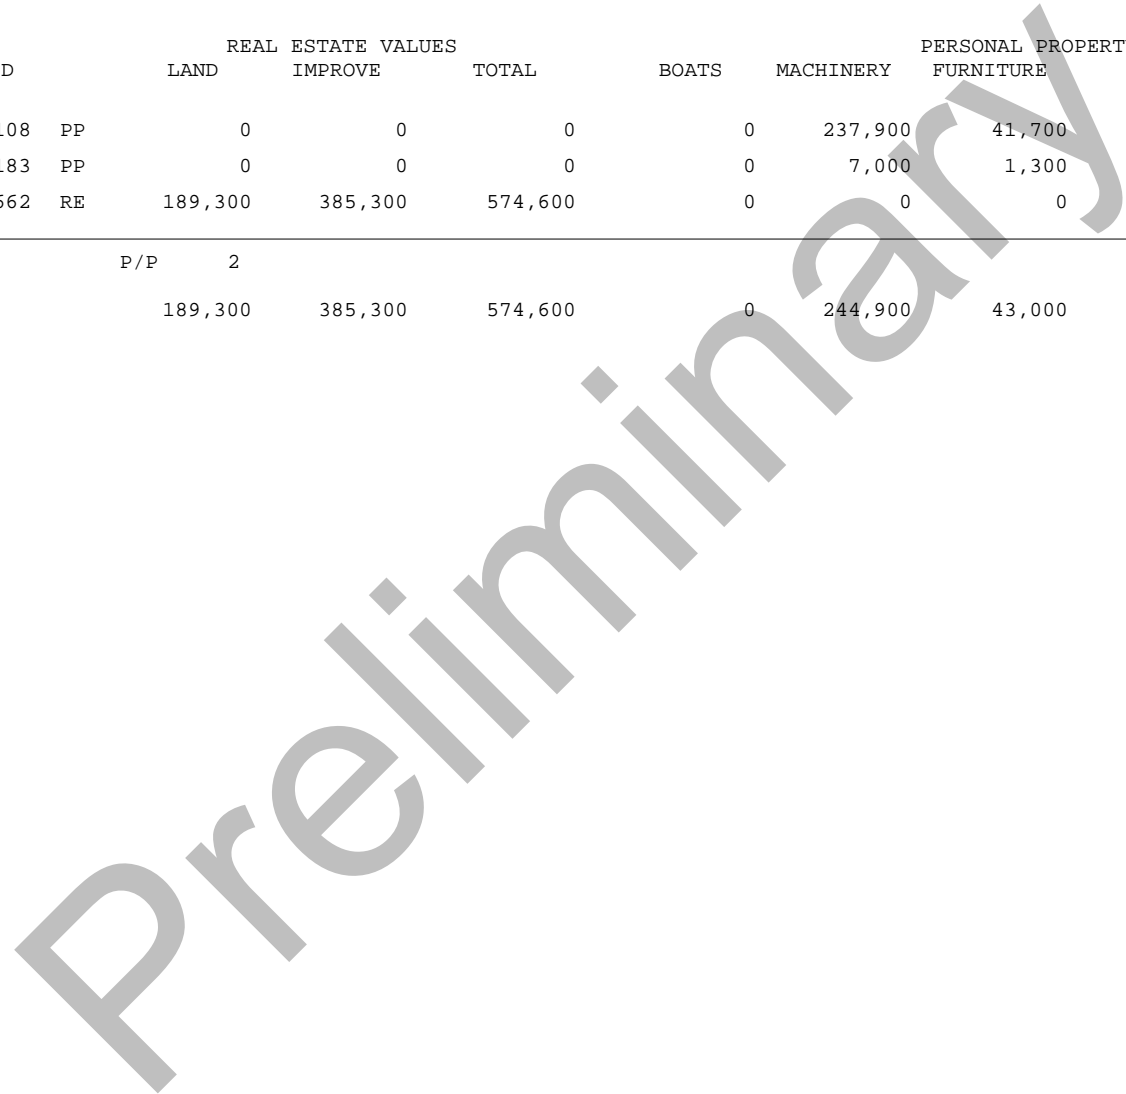 REAL ESTATE VALUES PERSONAL PROPERT
D LAND IMPROVE TOTAL BOATS MACHINERY FURNITURE
108 PP 0 0 0 0 237,900 41,700
183 PP 0 0 0 0 7,000 1,300
562 RE 189,300 385,300 574,600 0 0 0
P/P 2
189,300 385,300 574,600 0 244,900 43,000
Preliminary